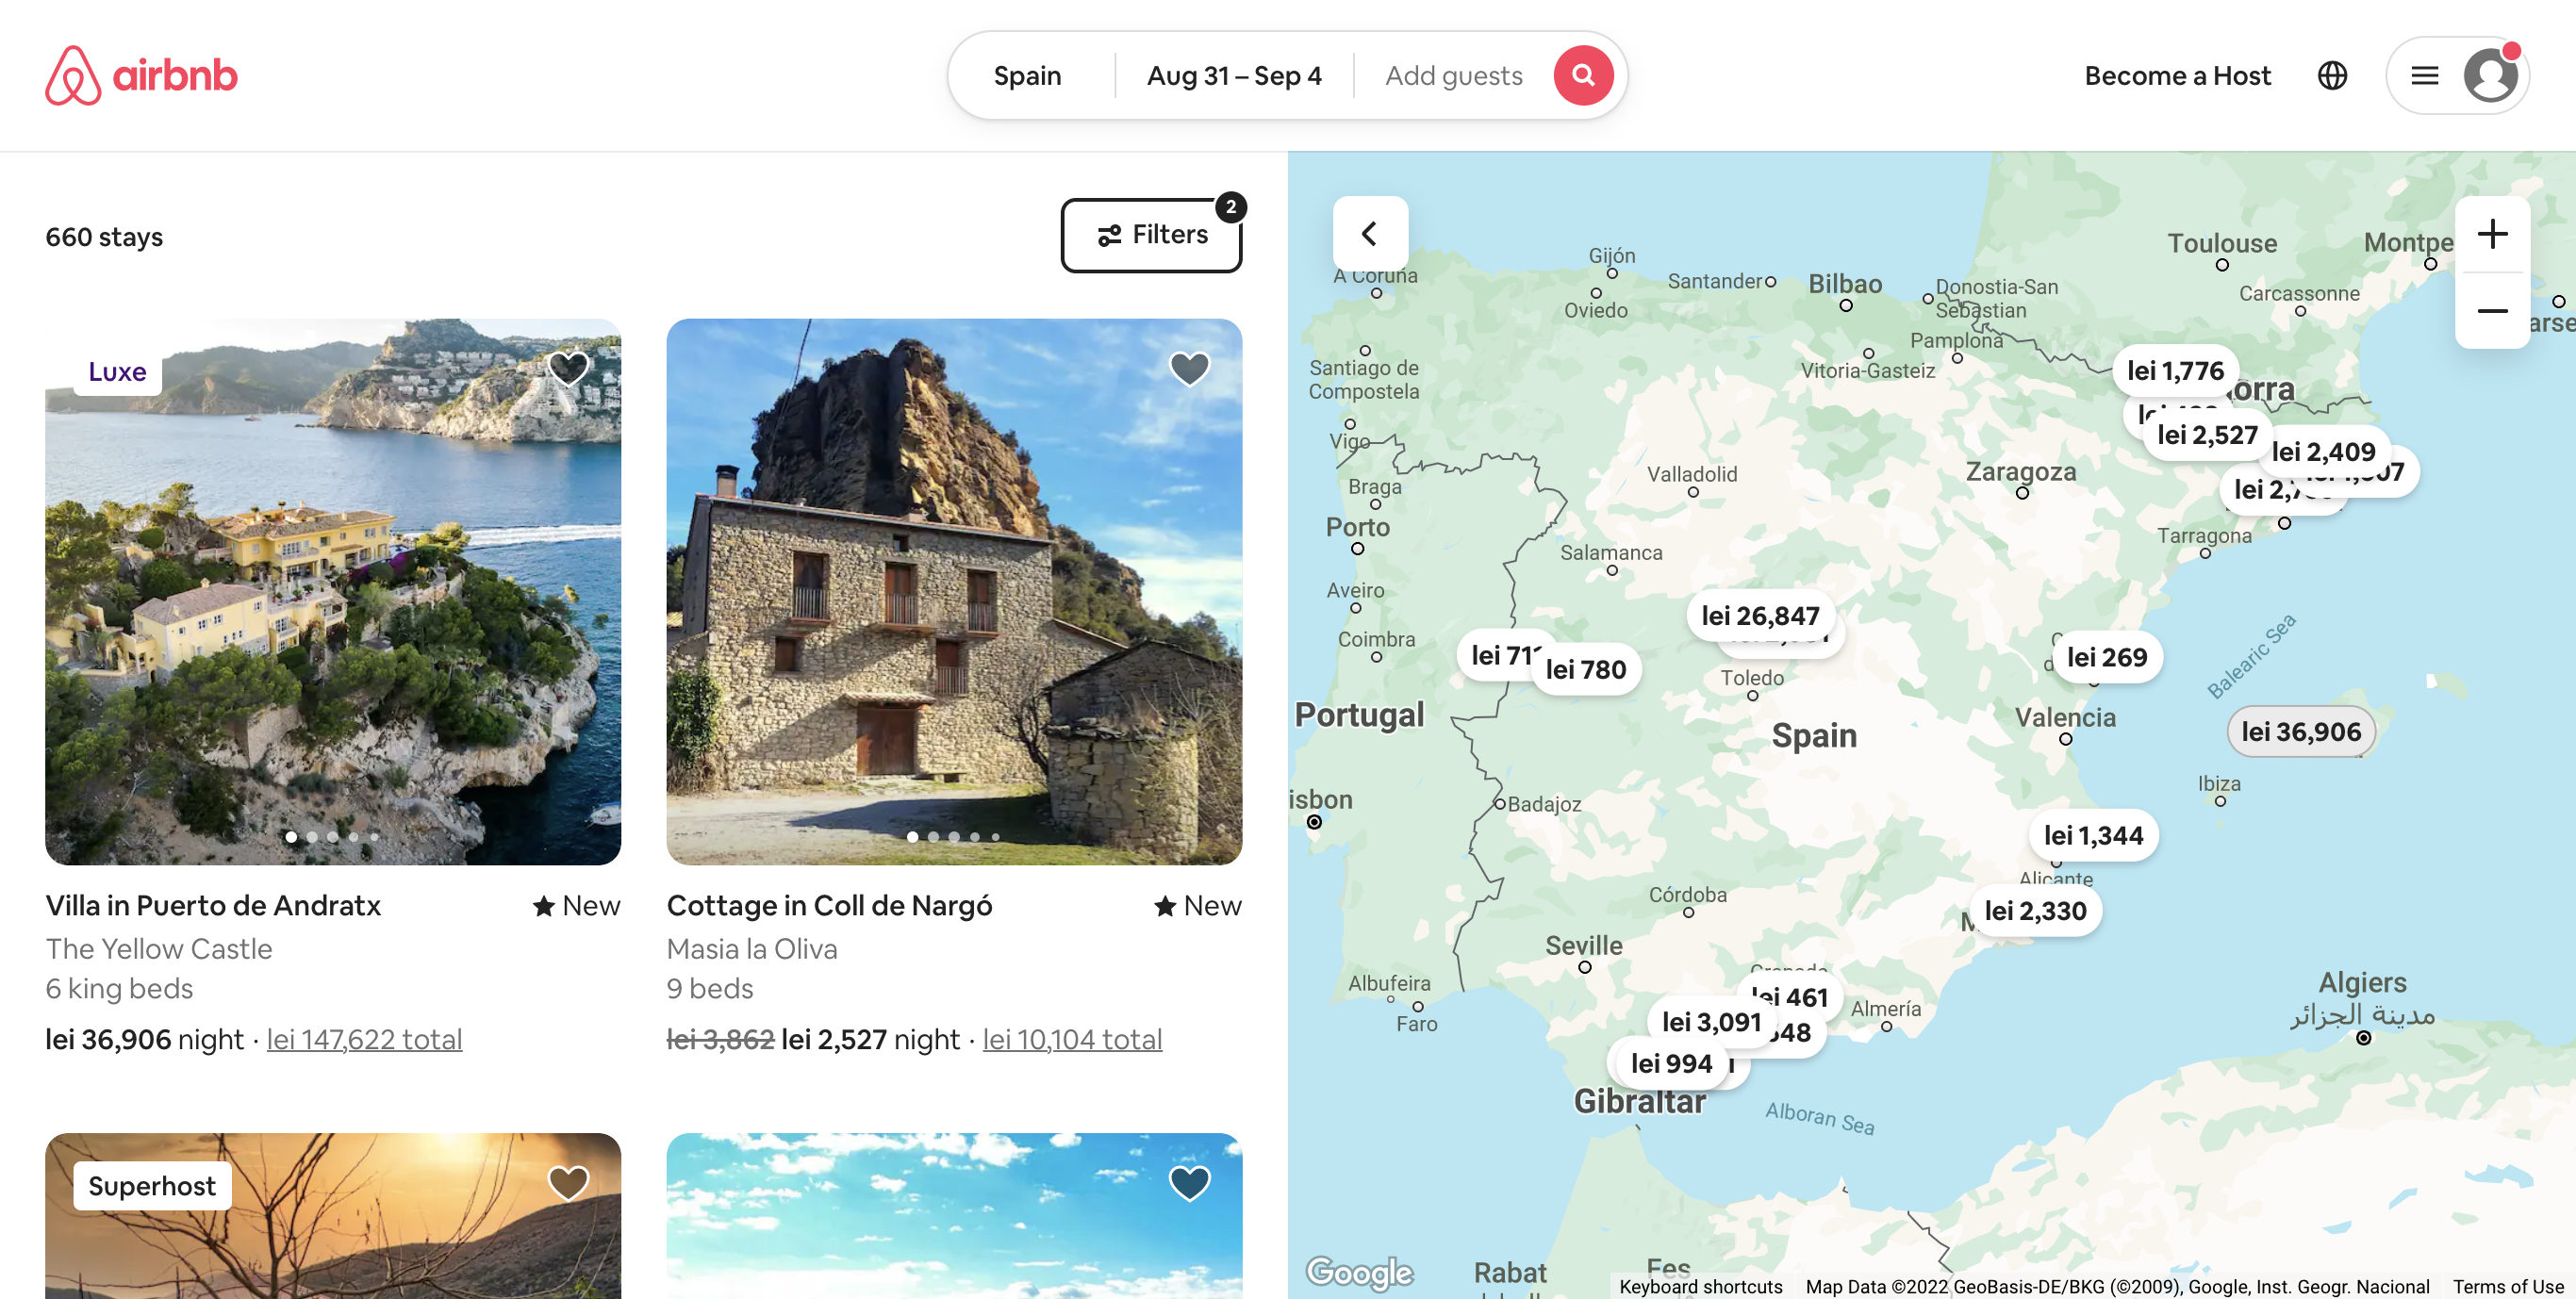 airbnb
Spain
Aug 31 – Sep 4
Add guests
Become a Host
660 stays
Filters
2
Luxe
Villa in Puerto de Andratx
New
The Yellow Castle
6 king beds
lei 36,906 night · lei 147,622 total
Cottage in Coll de Nargó
New
Masia la Oliva
9 beds
lei 3,862 lei 2,527 night · lei 10,104 total
Superhost
A Coruña
Gijón
Oviedo
Santander
Bilbao
Donostia-San
Sebastian
Toulouse
Carcassonne
Pamplona
Vitoria-Gasteiz
Santiago de
Compostela
lei 1,776
lei 2,527
lei 2,409
Vigo
Braga
Valladolid
Zaragoza
Porto
Salamanca
Tarragona
Aveiro
Coimbra
lei 26,847
lei 780
lei 269
Toledo
Balearic Sea
Portugal
Spain
Valencia
lei 36,906
Ibiza
Badajoz
lei 1,344
Alicante
Córdoba
lei 2,330
Seville
Albufeira
Faro
Granada
lei 461
Almería
lei 3,091
lei 994
Gibraltar
Alboran Sea
Algiers
مدينة الجزائر
Rabat
Fes
Google
Keyboard shortcuts
Map Data ©2022 GeoBasis-DE/BKG (©2009), Google, Inst. Geogr. Nacional
Terms of Use